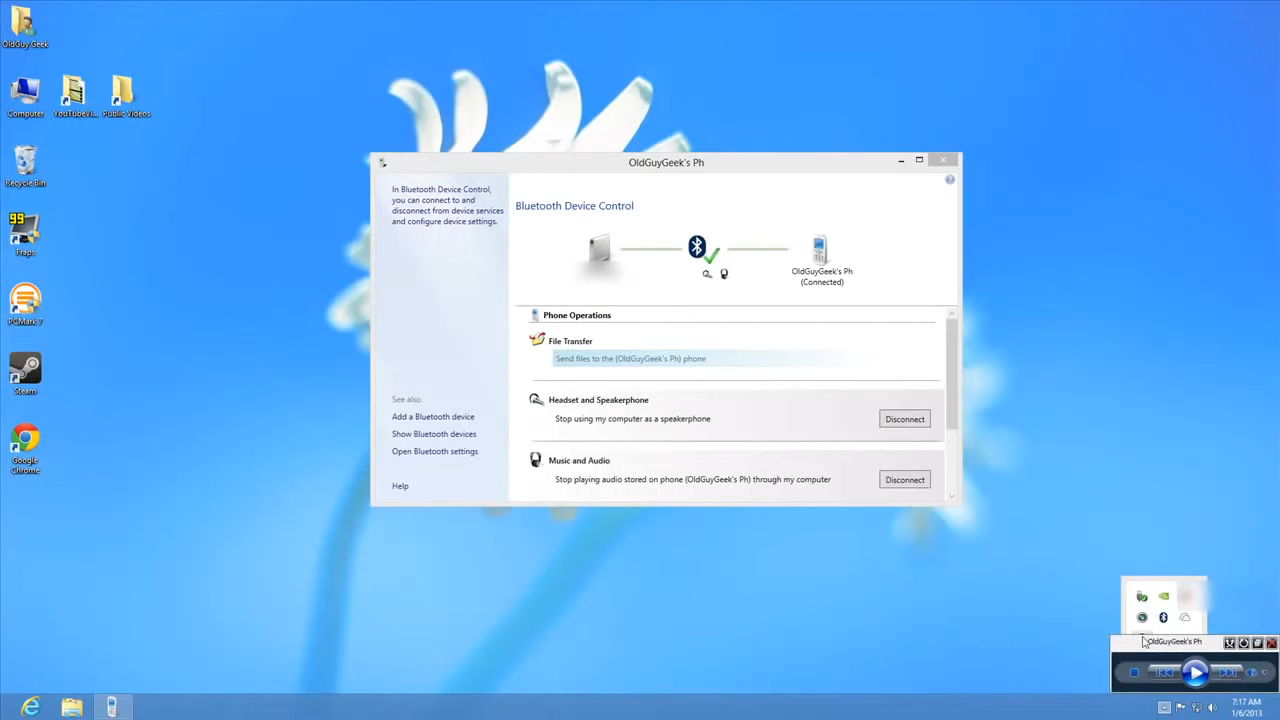 OldGuy Geek
Computer
YouTubeVi...
Public Videos
Recycle Bin
99
Fraps
PCMark 7
Steam
Google
Chrome
OldGuyGeek's Ph
In Bluetooth Device Control,
you can connect to and
disconnect from device services
and configure device settings.
See also:
Add a Bluetooth device
Show Bluetooth devices
Open Bluetooth settings
Help
Bluetooth Device Control
OldGuyGeek's Ph
(Connected)
Phone Operations
File Transfer
Send files to the (OldGuyGeek's Ph) phone
Headset and Speakerphone
Stop using my computer as a speakerphone
Disconnect
Music and Audio
Stop playing audio stored on phone (OldGuyGeek's Ph) through my computer
Disconnect
OldGuyGeek's Ph
7:17 AM
1/6/2013